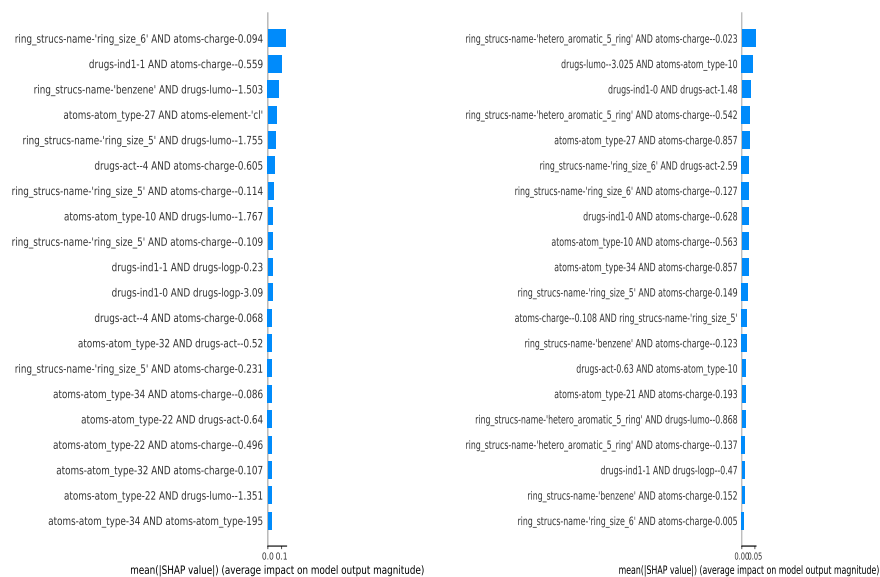 ring_strucs-name-'ring_size_6' AND atoms-charge-0.094
drugs-ind1-1 AND atoms-charge--0.559
ring_strucs-name-'benzene' AND drugs-lumo--1.503
atoms-atom_type-27 AND atoms-element-'cl'
ring_strucs-name-'ring_size_5' AND drugs-lumo--1.755
drugs-act--4 AND atoms-charge-0.605
ring_strucs-name-'ring_size_5' AND atoms-charge--0.114
atoms-atom_type-10 AND drugs-lumo--1.767
ring_strucs-name-'ring_size_5' AND atoms-charge--0.109
drugs-ind1-1 AND drugs-logp-0.23
drugs-ind1-0 AND drugs-logp-3.09
drugs-act--4 AND atoms-charge-0.068
atoms-atom_type-32 AND drugs-act--0.52
ring_strucs-name-'ring_size_5' AND atoms-charge-0.231
atoms-atom_type-34 AND atoms-charge--0.086
atoms-atom_type-22 AND drugs-act-0.64
atoms-atom_type-22 AND atoms-charge--0.496
atoms-atom_type-32 AND atoms-charge-0.107
atoms-atom_type-22 AND drugs-lumo--1.351
atoms-atom_type-34 AND atoms-atom_type-195
0.0 0.1
mean(|SHAP value|) (average impact on model output magnitude)
ring_strucs-name-'hetero_aromatic_5_ring' AND atoms-charge--0.023
drugs-lumo--3.025 AND atoms-atom_type-10
drugs-ind1-0 AND drugs-act-1.48
ring_strucs-name-'hetero_aromatic_5_ring' AND atoms-charge--0.542
atoms-atom_type-27 AND atoms-charge-0.857
ring_strucs-name-'ring_size_6' AND drugs-act-2.59
ring_strucs-name-'ring_size_6' AND atoms-charge--0.127
drugs-ind1-0 AND atoms-charge--0.628
atoms-atom_type-10 AND atoms-charge--0.563
atoms-atom_type-34 AND atoms-charge-0.857
ring_strucs-name-'ring_size_5' AND atoms-charge-0.149
atoms-charge--0.108 AND ring_strucs-name-'ring_size_5'
ring_strucs-name-'benzene' AND atoms-charge--0.123
drugs-act-0.63 AND atoms-atom_type-10
atoms-atom_type-21 AND atoms-charge-0.193
ring_strucs-name-'hetero_aromatic_5_ring' AND drugs-lumo--0.868
ring_strucs-name-'hetero_aromatic_5_ring' AND atoms-charge--0.137
drugs-ind1-1 AND drugs-logp--0.47
ring_strucs-name-'benzene' AND atoms-charge-0.152
ring_strucs-name-'ring_size_6' AND atoms-charge-0.005
0.00 0.05
mean(|SHAP value|) (average impact on model output magnitude)